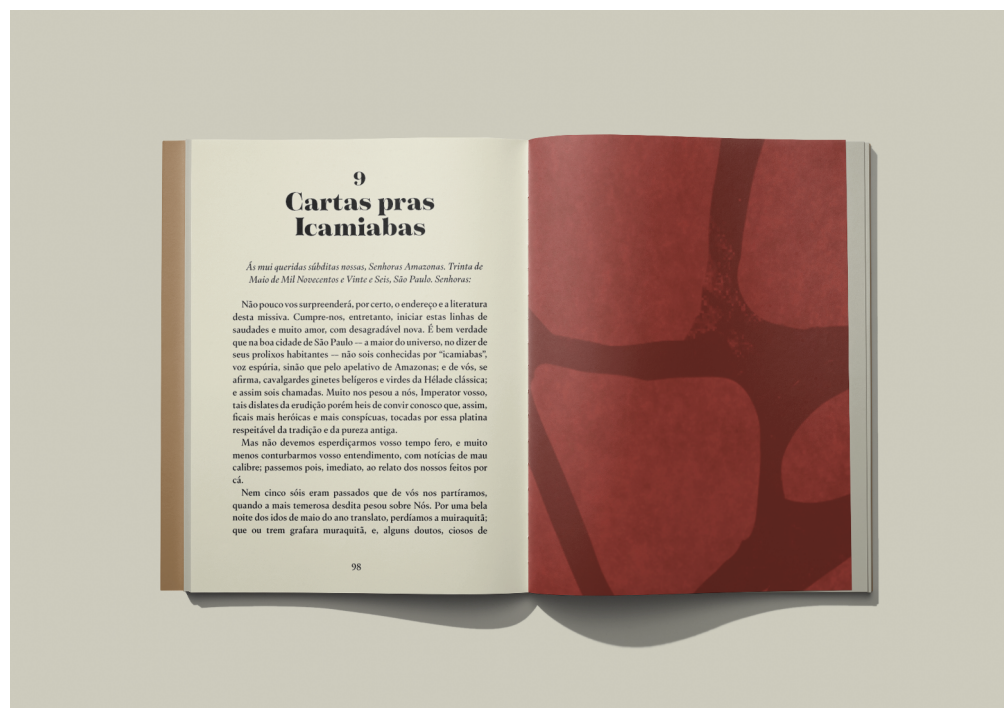 9
Cartas pras
Icamiabas
Ás mui queridas súbditas nossas, Senhoras Amazonas. Trinta de
Maio de Mil Novecentos e Vinte e Seis, São Paulo. Senhoras:
Não pouco vos surpreenderá, por certo, o endereço e a literatura
desta missiva. Cumpre-nos, entretanto, iniciar estas linhas de
saudades e muito amor, com desagradável nova. É bem verdade
que na boa cidade de São Paulo — a maior do universo, no dizer de
seus prolixos habitantes — não sois conhecidas por “icamiabas”,
voz espúria, sinão que pelo apelativo de Amazonas; e de vós, se
afirma, cavalgardes ginetes belígeros e virdes da Hélade clássica;
e assim sois chamadas. Muito nos pesou a nós, Imperator vosso,
tais dislates da erudição porém heis de convir conosco que, assim,
ficais mais heróicas e mais conspícuas, tocadas por essa platina
respeitável da tradição e da pureza antiga.
Mas não devemos esperdiçarmos vosso tempo fero, e muito
menos conturbarmos vosso entendimento, com notícias de mau
calibre; passemos pois, imediato, ao relato dos nossos feitos por
cá.
Nem cinco sóis eram passados que de vós nos partíramos,
quando a mais temerosa desdita pesou sobre Nós. Por uma bela
noite dos idos de maio do ano translato, perdíamos a muiraquitã;
que ou trem grafara muraquitã, e, alguns doutos, ciosos de
98